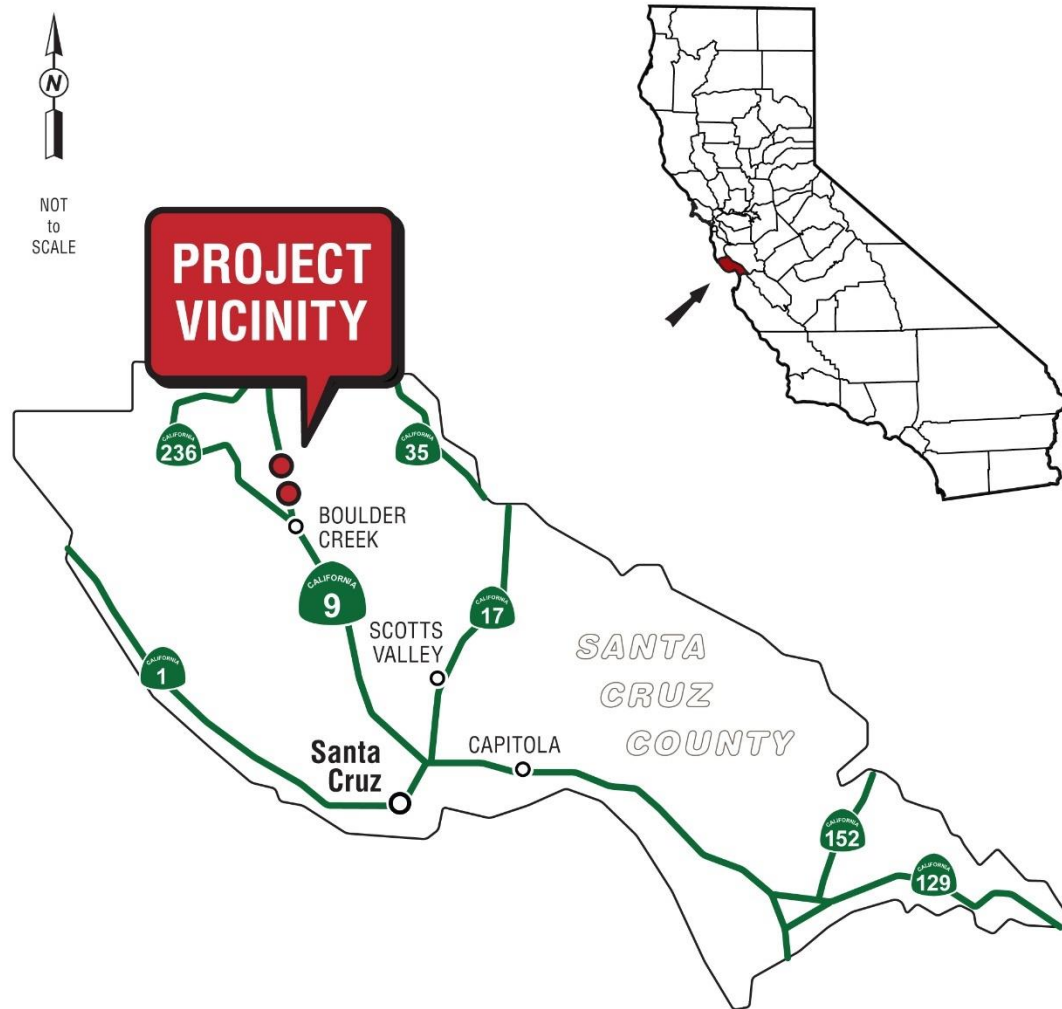 N
NOT
to
SCALE
PROJECT
VICINITY
CALIFORNIA
236
CALIFORNIA
35
BOULDER
CREEK
CALIFORNIA
9
CALIFORNIA
17
SCOTTS
VALLEY
CALIFORNIA
1
SANTA
CRUZ
COUNTY
Santa
Cruz
CAPITOLA
CALIFORNIA
152
CALIFORNIA
129